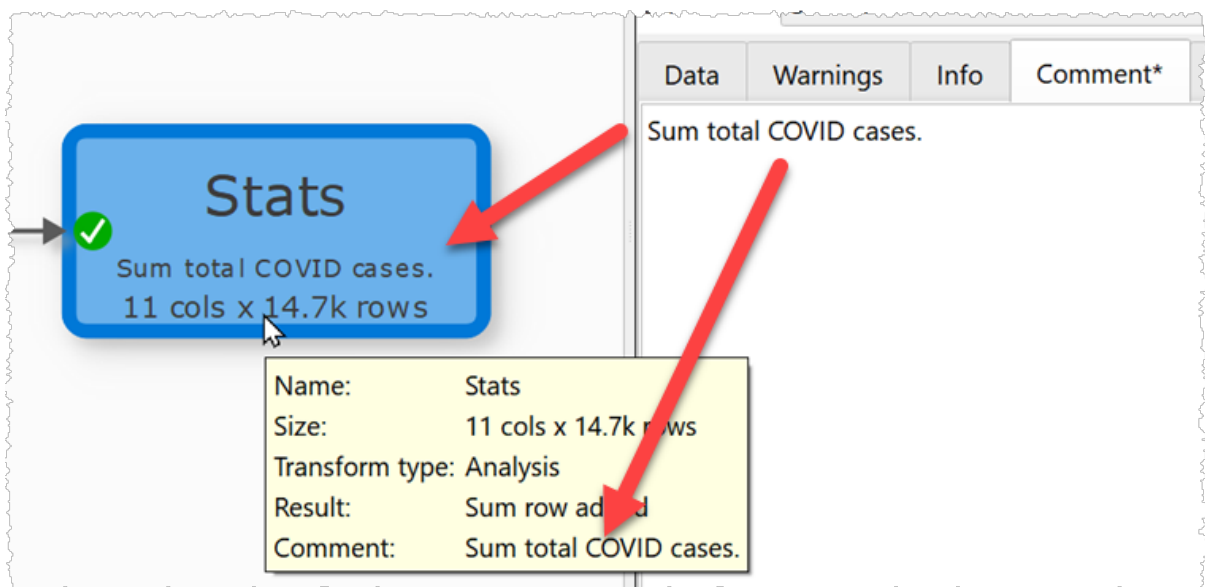 Data Warnings Info Comment*
Sum total COVID cases.
Stats
Sum total COVID cases.
11 cols x 14.7k rows
Name: Stats
Size: 11 cols x 14.7k rows
Transform type: Analysis
Result: Sum row added
Comment: Sum total COVID cases.